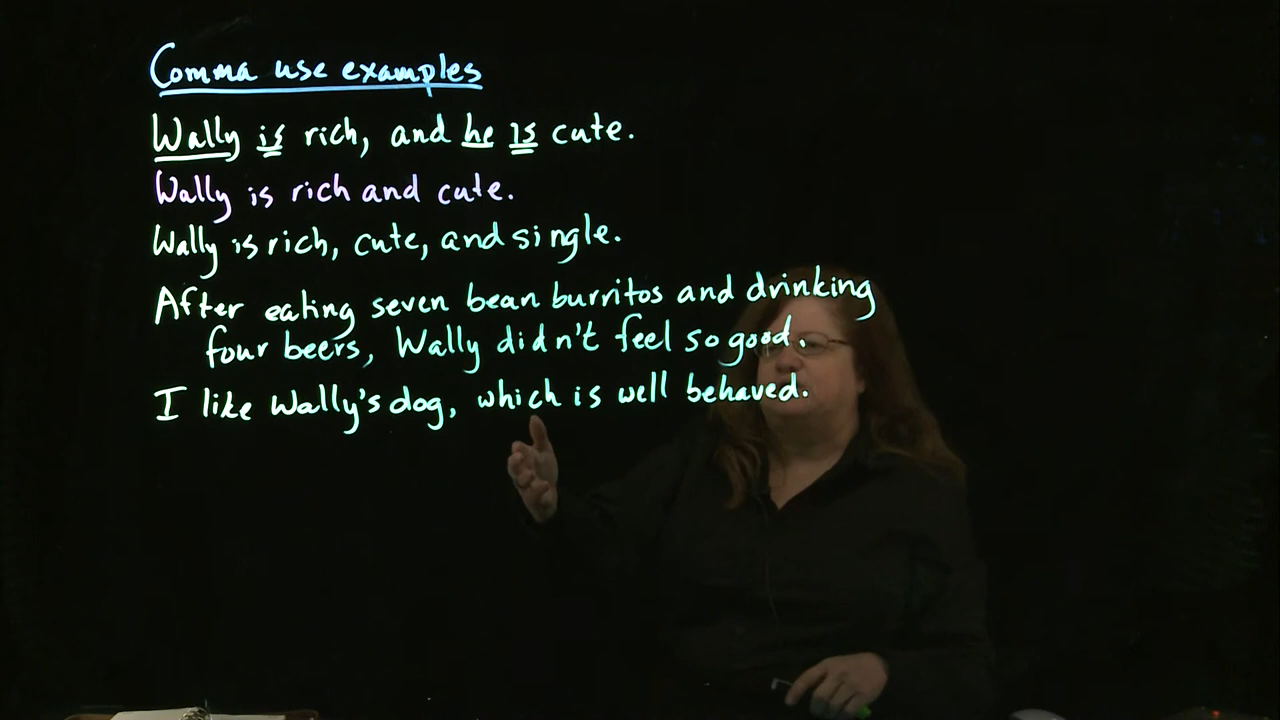 Comma use examples
Wally is rich, and he is cute.
Wally is rich and cute.
Wally is rich, cute, and single.
After eating seven bean burritos and drinking
four beers, Wally didn't feel so good.
I like Wally's dog, which is well behaved.